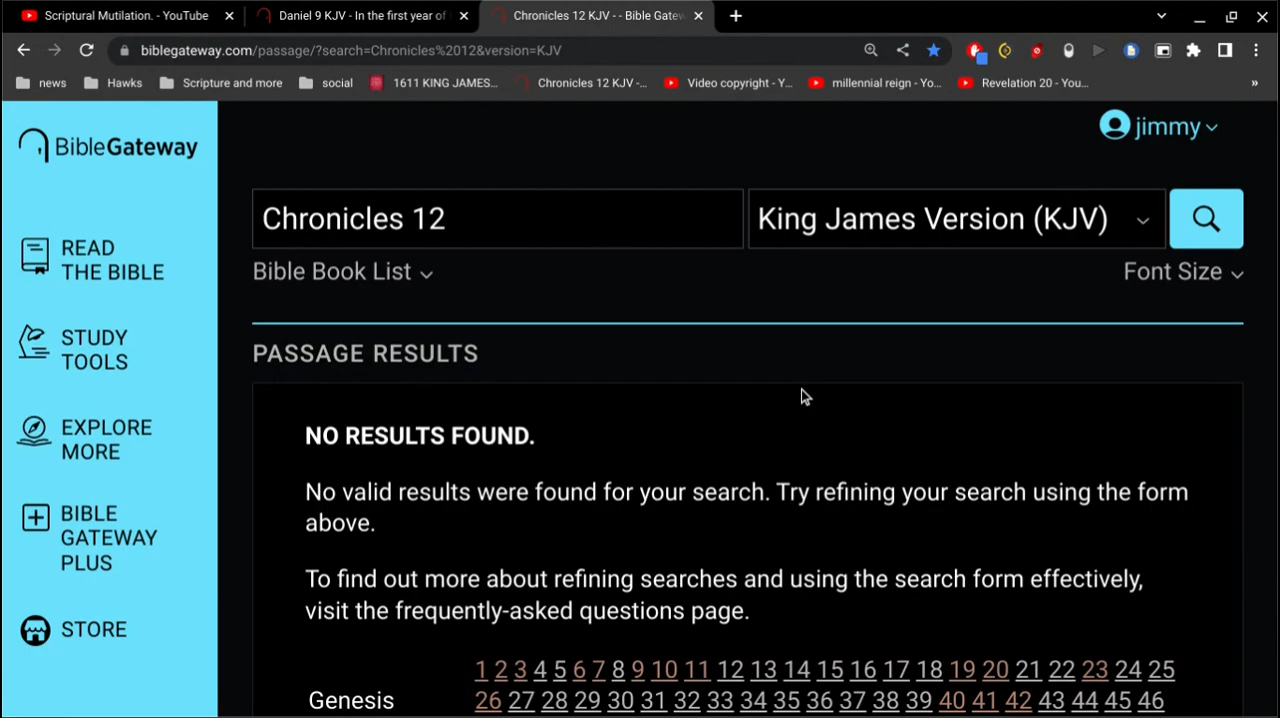 Scriptural Mutilation. - YouTube
Daniel 9 KJV - In the first year of
Chronicles 12 KJV - - Bible Gatew
biblegateway.com/passage/?search=Chronicles%2012&version=KJV
news Hawks Scripture and more social 1611 KING JAMES... Chronicles 12 KJV -... Video copyright - Y... millennial reign - Yo... Revelation 20 - You... »
BibleGateway
jimmy
Chronicles 12
King James Version (KJV)
Bible Book List
Font Size
READ
THE BIBLE
STUDY
TOOLS
EXPLORE
MORE
BIBLE
GATEWAY
PLUS
STORE
PASSAGE RESULTS
NO RESULTS FOUND.
No valid results were found for your search. Try refining your search using the form
above.
To find out more about refining searches and using the search form effectively,
visit the frequently-asked questions page.
Genesis
1 2 3 4 5 6 7 8 9 10 11 12 13 14 15 16 17 18 19 20 21 22 23 24 25
26 27 28 29 30 31 32 33 34 35 36 37 38 39 40 41 42 43 44 45 46